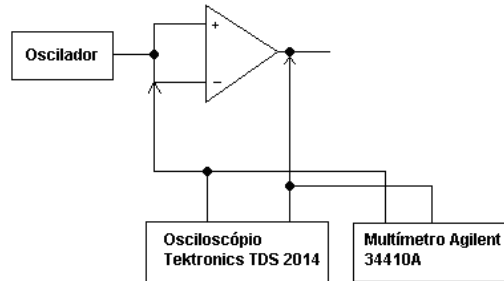 +
Oscilador
−
Osciloscópio
Tektronics TDS 2014
Multímetro Agilent
34410A